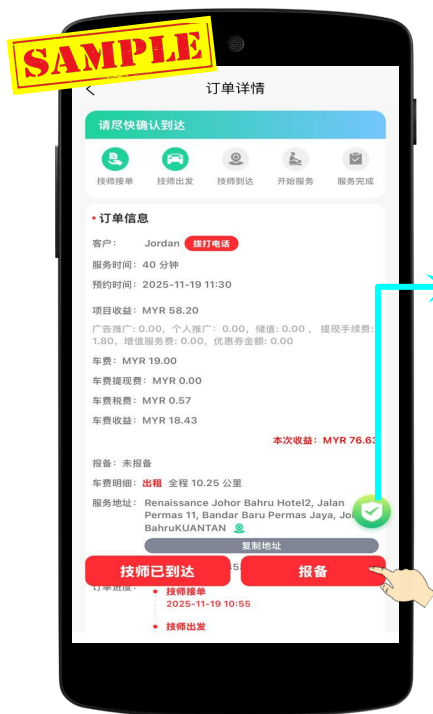 SAMPLE
订单详情
请尽快确认到达
技师接单 技师出发 技师到达 开始服务 服务完成
•订单信息
客户： Jordan 拨打电话
服务时间：40 分钟
预约时间：2025-11-19 11:30
项目收益：MYR 58.20
广告推广：0.00，个人推广：0.00，储值：0.00， 提现手续费：
1.80，增值服务费：0.00，优惠券金额：0.00
车费：MYR 19.00
车费提现费：MYR 0.00
车费税费：MYR 0.57
车费收益：MYR 18.43
本次收益：MYR 76.63
报备：未报备
车费明细：出租 全程 10.25 公里
服务地址：Renaissance Johor Bahru Hotel2, Jalan
Permas 11, Bandar Baru Permas Jaya,
BahruKUANTAN
复制地址
技师已到达 报备
订单进度：
技师接单
2025-11-19 10:55
技师出发